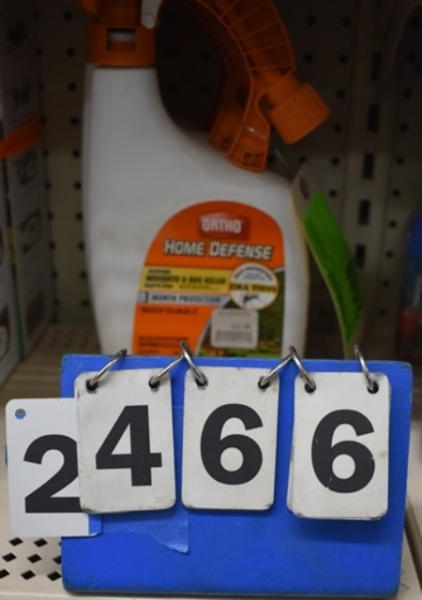 ORTHO
HOME DEFENSE
MOSQUITO & BUG KILLER
ZIKA VIRUS
3 MONTH PROTECTION
2 4 6 6